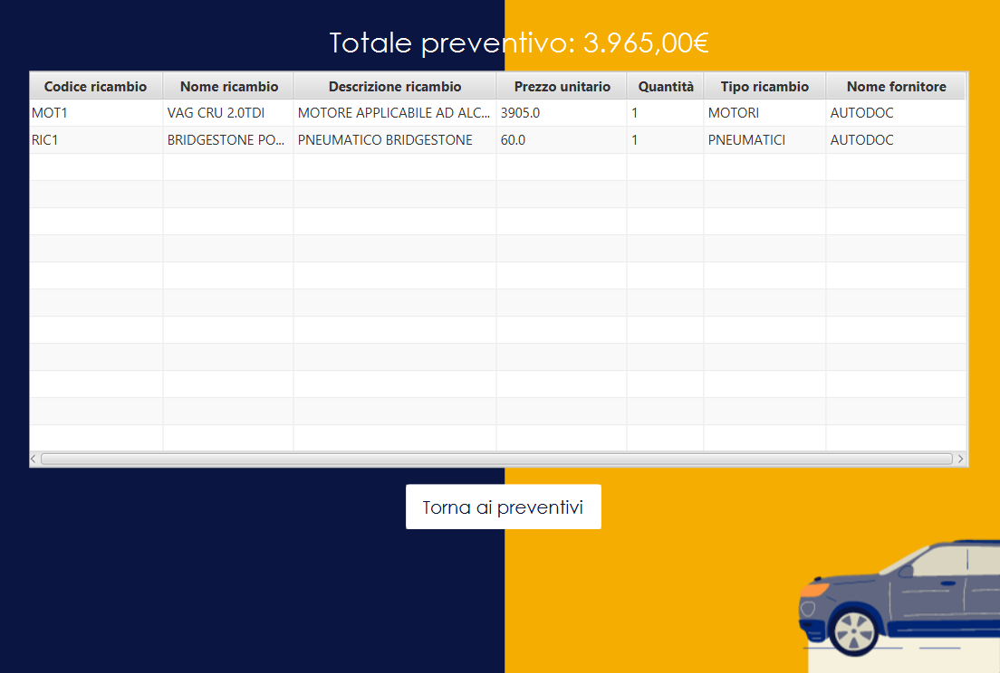 Totale preventivo: 3.965,00€
Codice ricambio Nome ricambio Descrizione ricambio Prezzo unitario Quantità Tipo ricambio Nome fornitore
MOT1 VAG CRU 2.0TDI MOTORE APPLICABILE AD ALC... 3905.0 1 MOTORI AUTODOC
RIC1 BRIDGESTONE PO... PNEUMATICO BRIDGESTONE 60.0 1 PNEUMATICI AUTODOC
Torna ai preventivi